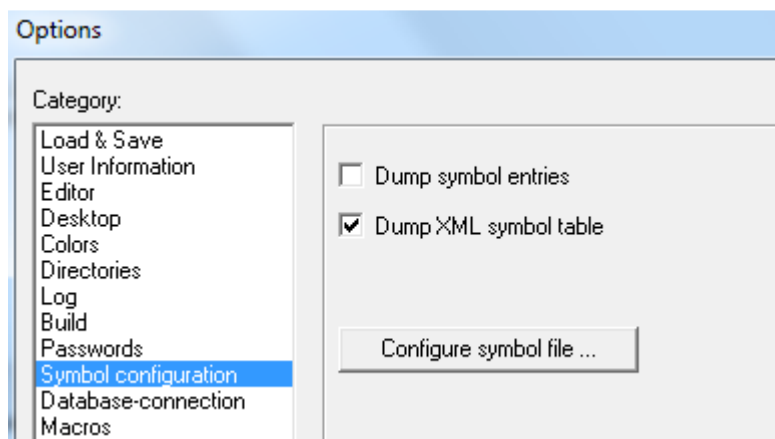 Options
Category:
Load & Save
User Information
Editor
Desktop
Colors
Directories
Log
Build
Passwords
Symbol configuration
Database-connection
Macros
Dump symbol entries
Dump XML symbol table
Configure symbol file ...